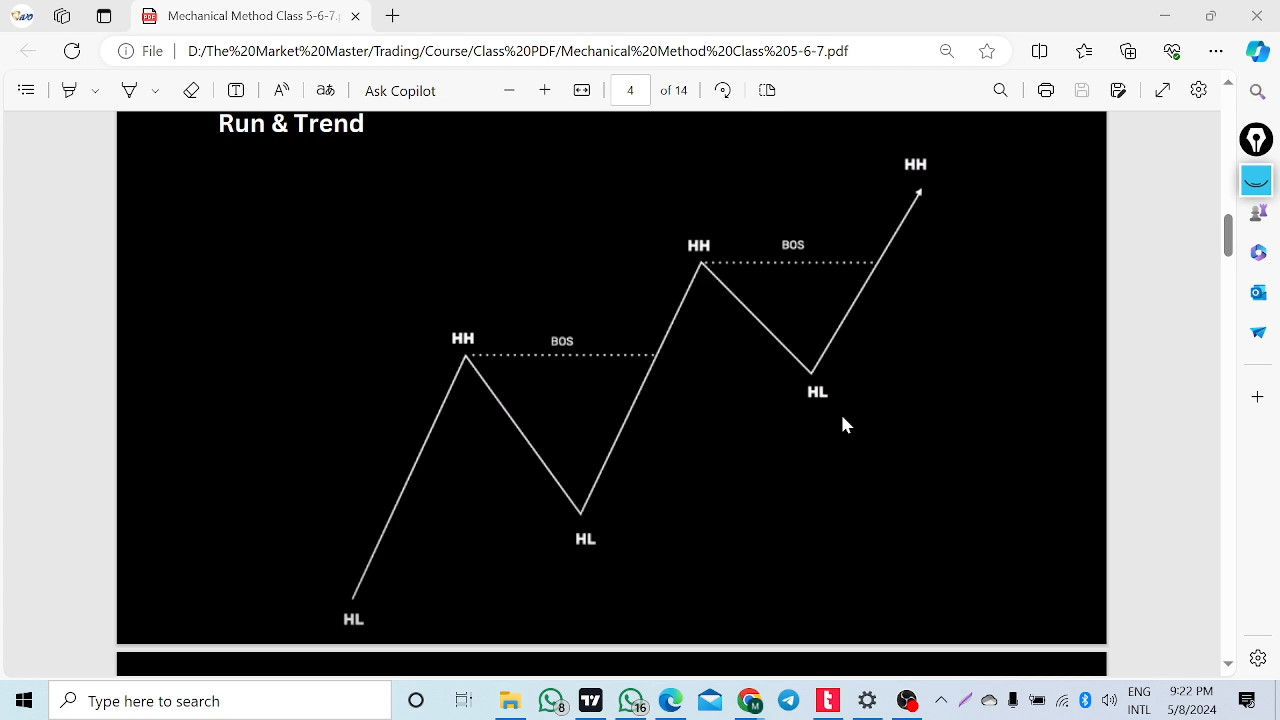 Mechanical Method Class 5-6-7.p
File
D:/The%20Market%20Master/Trading/Course/Class%20PDF/Mechanical%20Method%20Class%205-6-7.pdf
Ask Copilot
4
of 14
Run & Trend
HH
HH
BOS
HH
BOS
HL
HL
HL
Type here to search
8
16
ENG
INTL
9:22 PM
5/8/2024